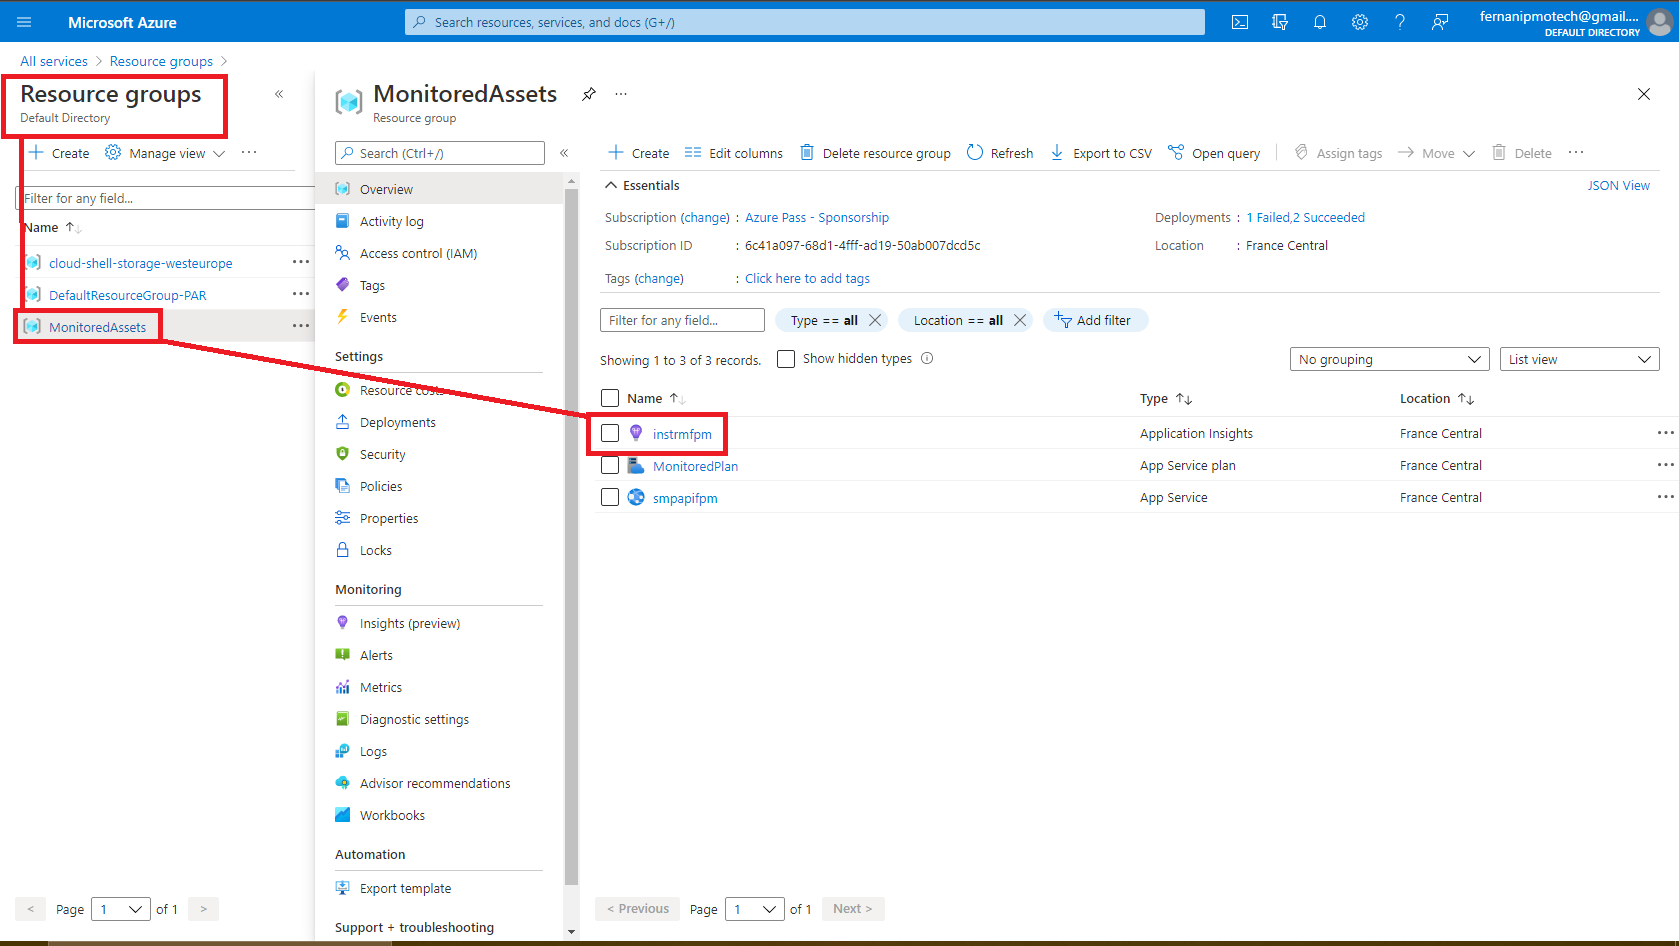 Microsoft Azure
Search resources, services, and docs (G+/)
fernanipmotech@gmail....
DEFAULT DIRECTORY
All services > Resource groups >
Resource groups
Default Directory
«
+ Create Manage view ...
Filter for any field...
Name
cloud-shell-storage-westeurope ...
DefaultResourceGroup-PAR ...
MonitoredAssets ...
< Page 1 of 1 >
MonitoredAssets ...
Resource group
Search (Ctrl+/) «
Overview
Activity log
Access control (IAM)
Tags
Events
Settings
Resource costs
Deployments
Security
Policies
Properties
Locks
Monitoring
Insights (preview)
Alerts
Metrics
Diagnostic settings
Logs
Advisor recommendations
Workbooks
Automation
Export template
Support + troubleshooting
+ Create Edit columns Delete resource group Refresh Export to CSV Open query Assign tags Move Delete ...
Essentials JSON View
Subscription (change) : Azure Pass - Sponsorship Deployments : 1 Failed,2 Succeeded
Subscription ID : 6c41a097-68d1-4fff-ad19-50ab007dcd5c Location : France Central
Tags (change) : Click here to add tags
Filter for any field... Type == all Location == all Add filter
Showing 1 to 3 of 3 records. Show hidden types No grouping List view
Name Type Location
instrmfpm Application Insights France Central ...
MonitoredPlan App Service plan France Central ...
smpapifpm App Service France Central ...
< Previous Page 1 of 1 Next >